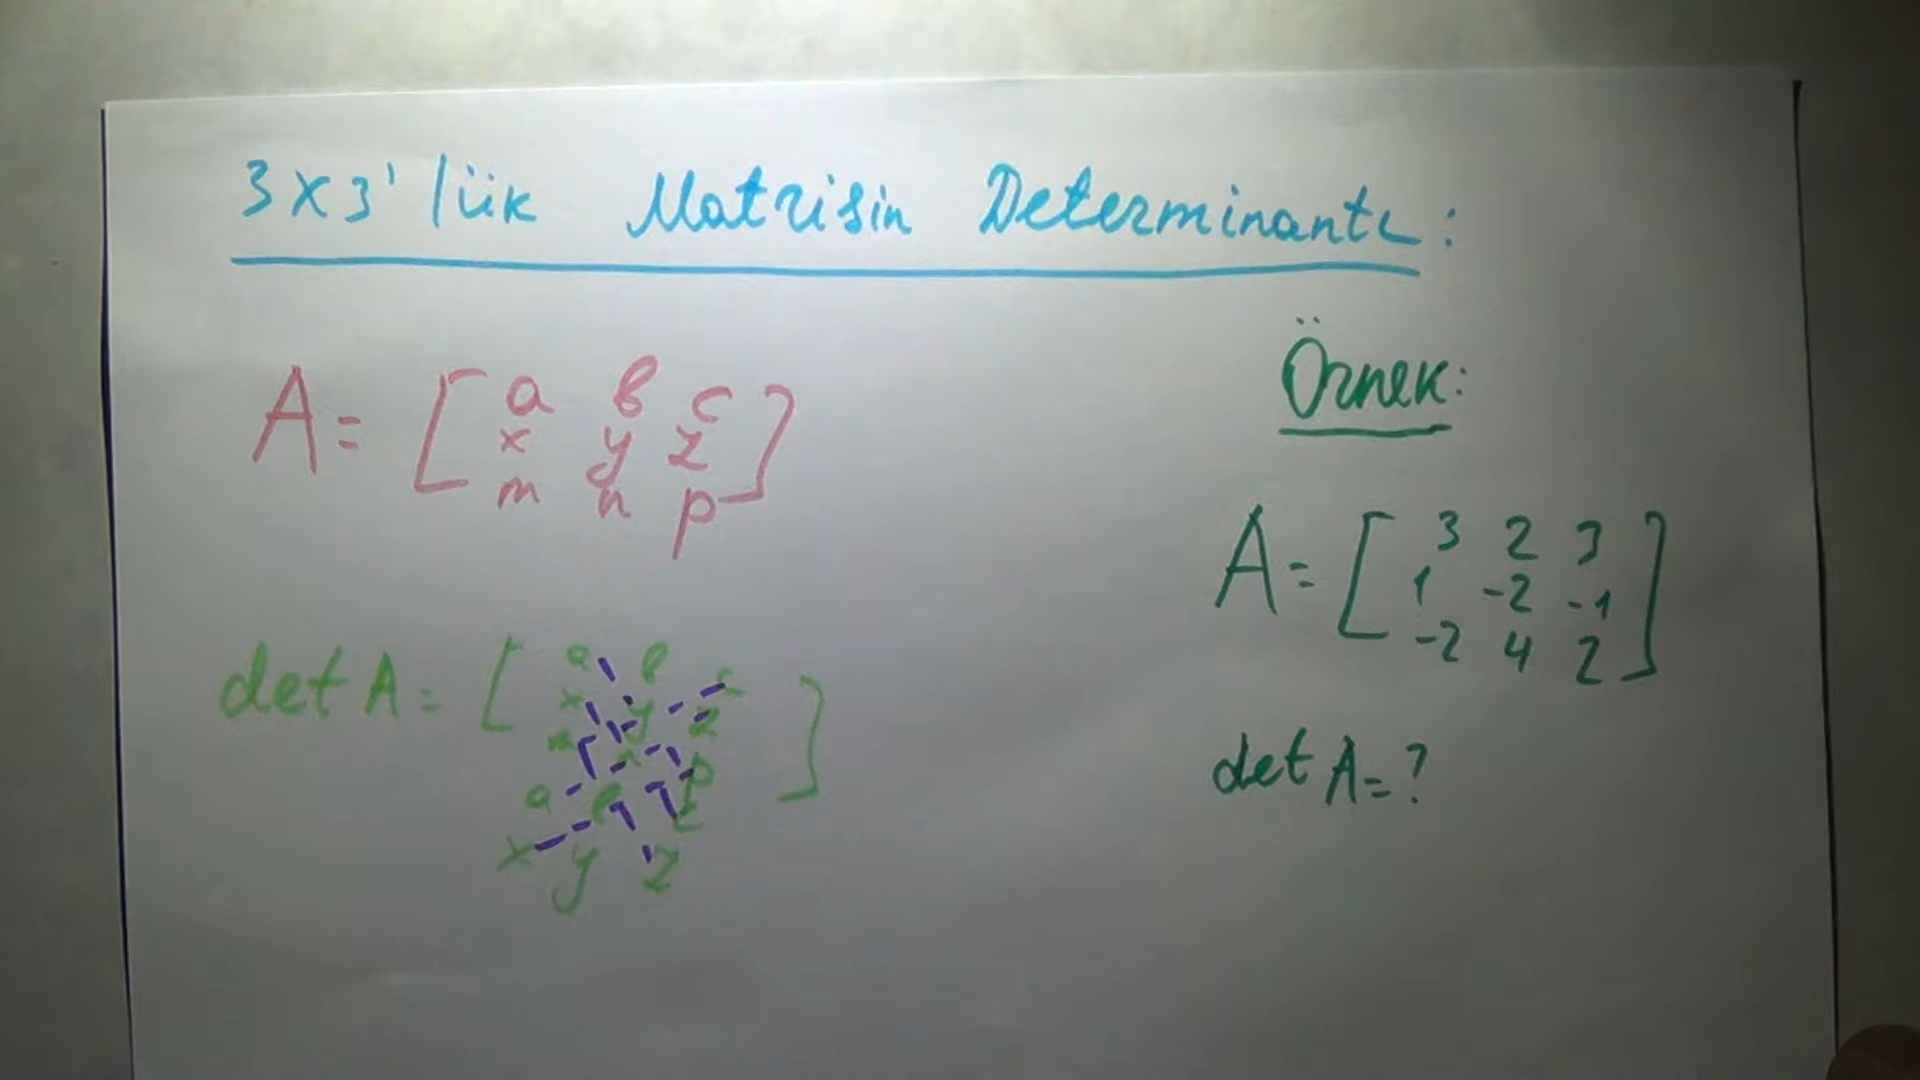 3x3'lük Matrisin Determinantı:
A = [ a b c
x y z
m n p ]
det A = [ a b c
x y z
m n p ]
a b c
x y z
Örnek:
A = [ 3 2 3
1 -2 -1
-2 4 2 ]
det A = ?